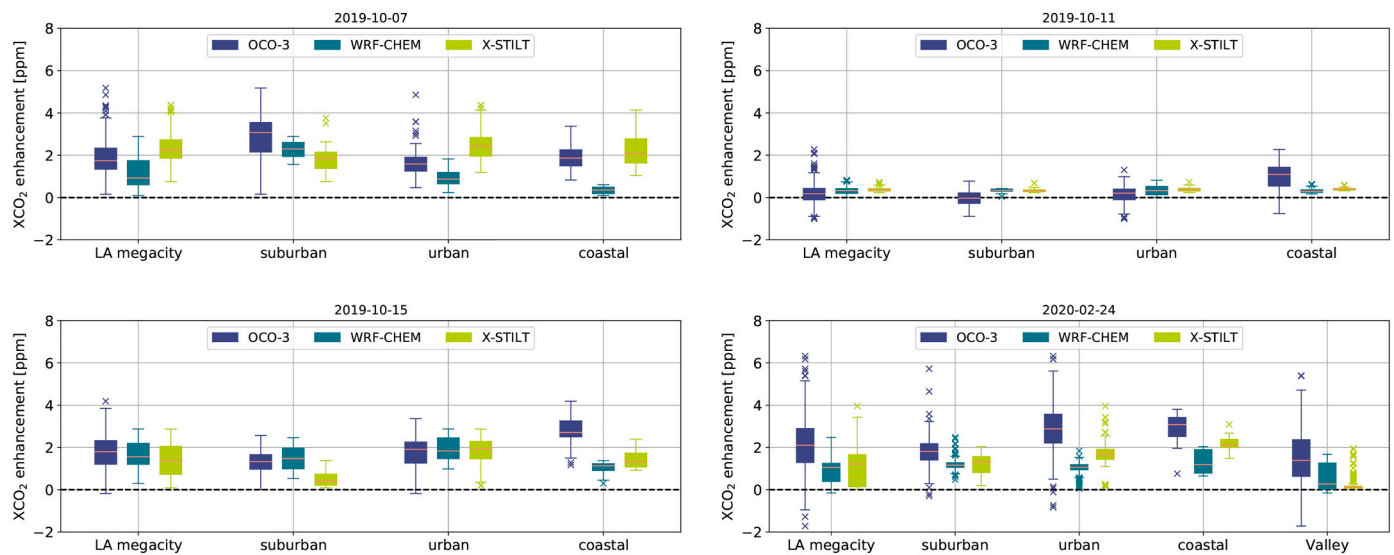 2019-10-07
8
OCO-3 WRF-CHEM X-STILT
6
4
2
0
−2
XCO2 enhancement [ppm]
LA megacity suburban urban coastal
2019-10-11
8
OCO-3 WRF-CHEM X-STILT
6
4
2
0
−2
XCO2 enhancement [ppm]
LA megacity suburban urban coastal
2019-10-15
8
OCO-3 WRF-CHEM X-STILT
6
4
2
0
−2
XCO2 enhancement [ppm]
LA megacity suburban urban coastal
2020-02-24
8
OCO-3 WRF-CHEM X-STILT
6
4
2
0
−2
XCO2 enhancement [ppm]
LA megacity suburban urban coastal Valley